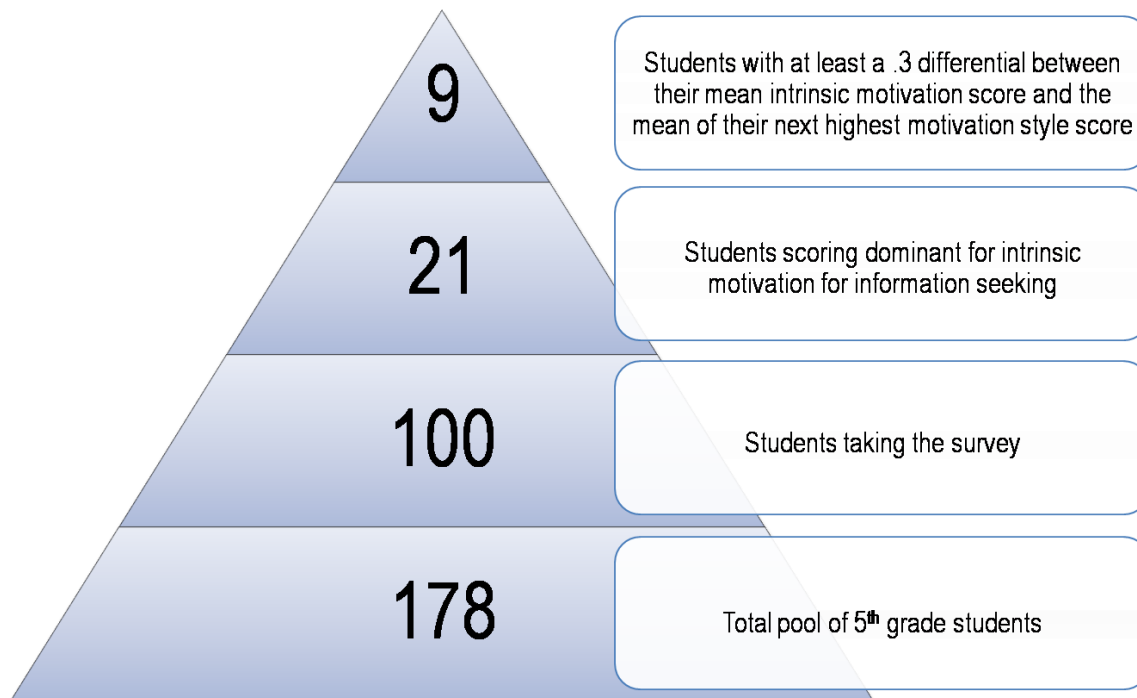 9
Students with at least a .3 differential between
their mean intrinsic motivation score and the
mean of their next highest motivation style score
21
Students scoring dominant for intrinsic
motivation for information seeking
100
Students taking the survey
178
Total pool of 5th grade students